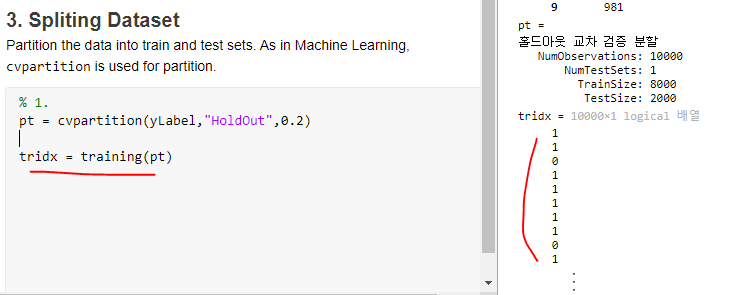 3. Spliting Dataset
Partition the data into train and test sets. As in Machine Learning,
cvpartition is used for partition.
% 1.
pt = cvpartition(yLabel,"HoldOut",0.2)
tridx = training(pt)
9 981
pt =
홀드아웃 교차 검증 분할
NumObservations: 10000
NumTestSets: 1
TrainSize: 8000
TestSize: 2000
tridx = 10000×1 logical 배열
1
1
0
1
1
1
1
1
0
1
⋮